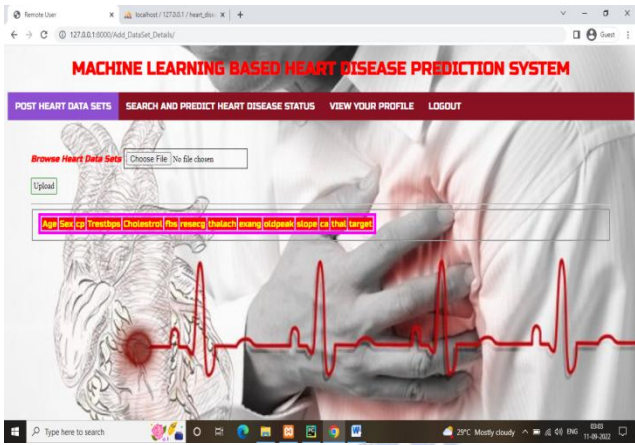 Remote User
localhost / 127.0.0.1 / heart_dise
127.0.0.1:8000/Add_DataSet_Details/
Guest
MACHINE LEARNING BASED HEART DISEASE PREDICTION SYSTEM
POST HEART DATA SETS SEARCH AND PREDICT HEART DISEASE STATUS VIEW YOUR PROFILE LOGOUT
Browse Heart Data Sets Choose File No file chosen
Upload
Age Sex cp Trestbps Cholestrol fbs resecg thalach exang oldpeak slope ca thal target
Type here to search
29°C Mostly cloudy ENG
03:03
11-09-2022